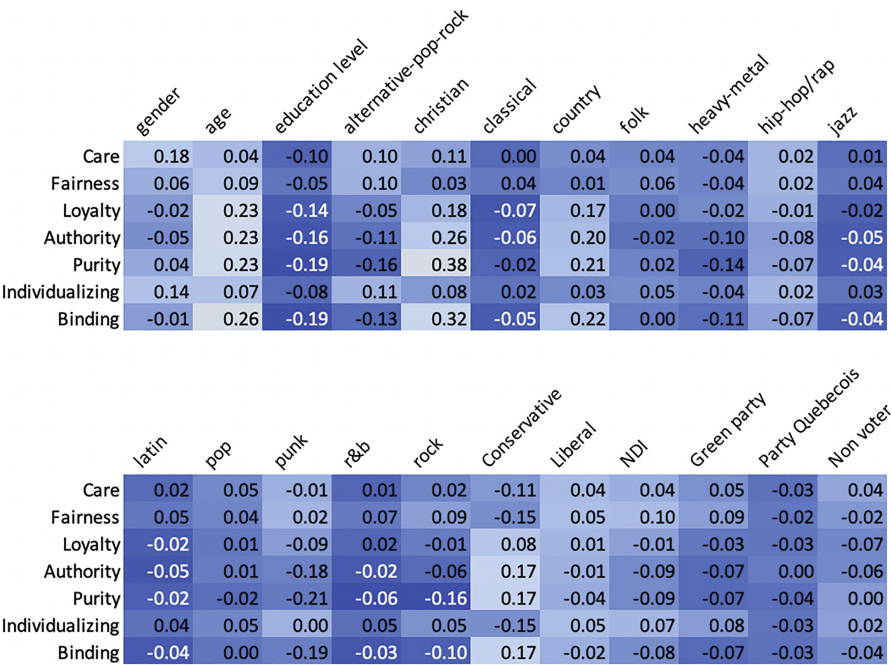 gender age education level alternative-pop-rock christian classical country folk heavy-metal hip-hop/rap jazz
Care 0.18 0.04 -0.10 0.10 0.11 0.00 0.04 0.04 -0.04 0.02 0.01
Fairness 0.06 0.09 -0.05 0.10 0.03 0.04 0.01 0.06 -0.04 0.02 0.04
Loyalty -0.02 0.23 -0.14 -0.05 0.18 -0.07 0.17 0.00 -0.02 -0.01 -0.02
Authority -0.05 0.23 -0.16 -0.11 0.26 -0.06 0.20 -0.02 -0.10 -0.08 -0.05
Purity 0.04 0.23 -0.19 -0.16 0.38 -0.02 0.21 0.02 -0.14 -0.07 -0.04
Individualizing 0.14 0.07 -0.08 0.11 0.08 0.02 0.03 0.05 -0.04 0.02 0.03
Binding -0.01 0.26 -0.19 -0.13 0.32 -0.05 0.22 0.00 -0.11 -0.07 -0.04
latin pop punk r&b rock Conservative Liberal NDI Green party Party Quebecois Non voter
Care 0.02 0.05 -0.01 0.01 0.02 -0.11 0.04 0.04 0.05 -0.03 0.04
Fairness 0.05 0.04 0.02 0.07 0.09 -0.15 0.05 0.10 0.09 -0.02 -0.02
Loyalty -0.02 0.01 -0.09 0.02 -0.01 0.08 0.01 -0.01 -0.03 -0.03 -0.07
Authority -0.05 0.01 -0.18 -0.02 -0.06 0.17 -0.01 -0.09 -0.07 0.00 -0.06
Purity -0.02 -0.02 -0.21 -0.06 -0.16 0.17 -0.04 -0.09 -0.07 -0.04 0.00
Individualizing 0.04 0.05 0.00 0.05 0.05 -0.15 0.05 0.07 0.08 -0.03 0.02
Binding -0.04 0.00 -0.19 -0.03 -0.10 0.17 -0.02 -0.08 -0.07 -0.03 -0.04